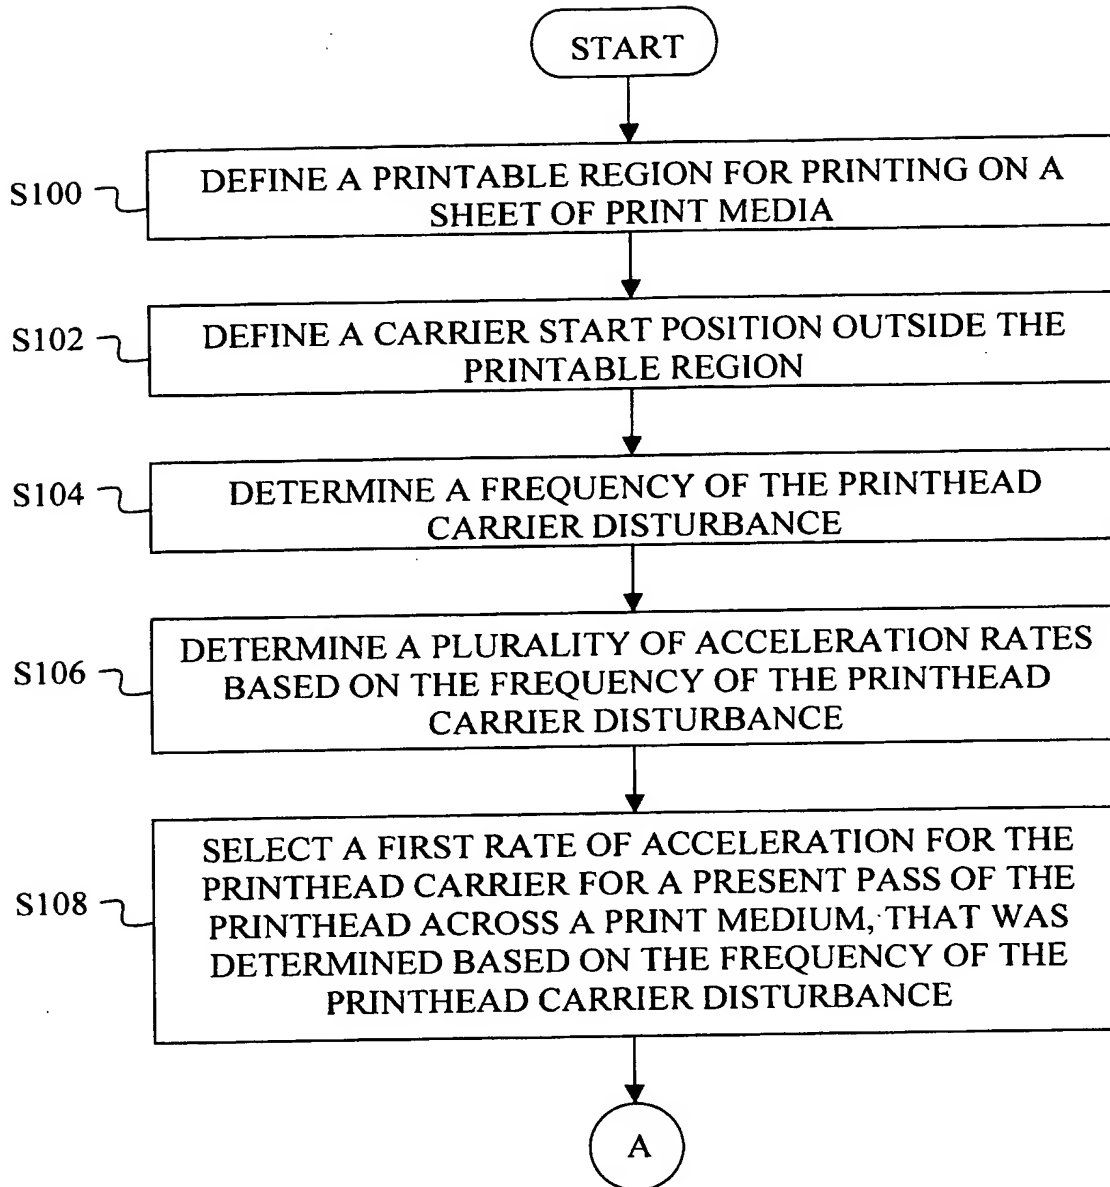 START
S100
DEFINE A PRINTABLE REGION FOR PRINTING ON A
SHEET OF PRINT MEDIA
S102
DEFINE A CARRIER START POSITION OUTSIDE THE
PRINTABLE REGION
S104
DETERMINE A FREQUENCY OF THE PRINTHEAD
CARRIER DISTURBANCE
S106
DETERMINE A PLURALITY OF ACCELERATION RATES
BASED ON THE FREQUENCY OF THE PRINTHEAD
CARRIER DISTURBANCE
S108
SELECT A FIRST RATE OF ACCELERATION FOR THE
PRINTHEAD CARRIER FOR A PRESENT PASS OF THE
PRINTHEAD ACROSS A PRINT MEDIUM, THAT WAS
DETERMINED BASED ON THE FREQUENCY OF THE
PRINTHEAD CARRIER DISTURBANCE
A